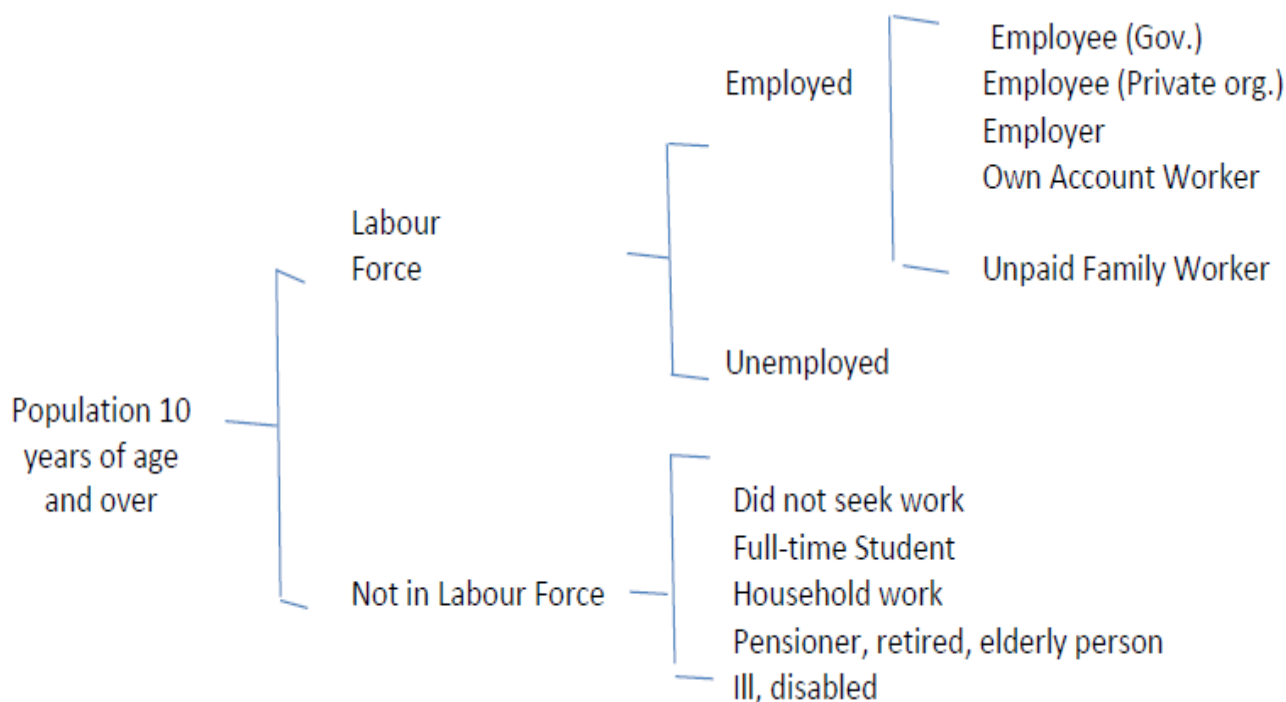 Employee (Gov.)
Employed
Employee (Private org.)
Employer
Own Account Worker
Labour
Force
Unpaid Family Worker
Unemployed
Population 10
years of age
and over
Did not seek work
Full-time Student
Not in Labour Force
Household work
Pensioner, retired, elderly person
Ill, disabled